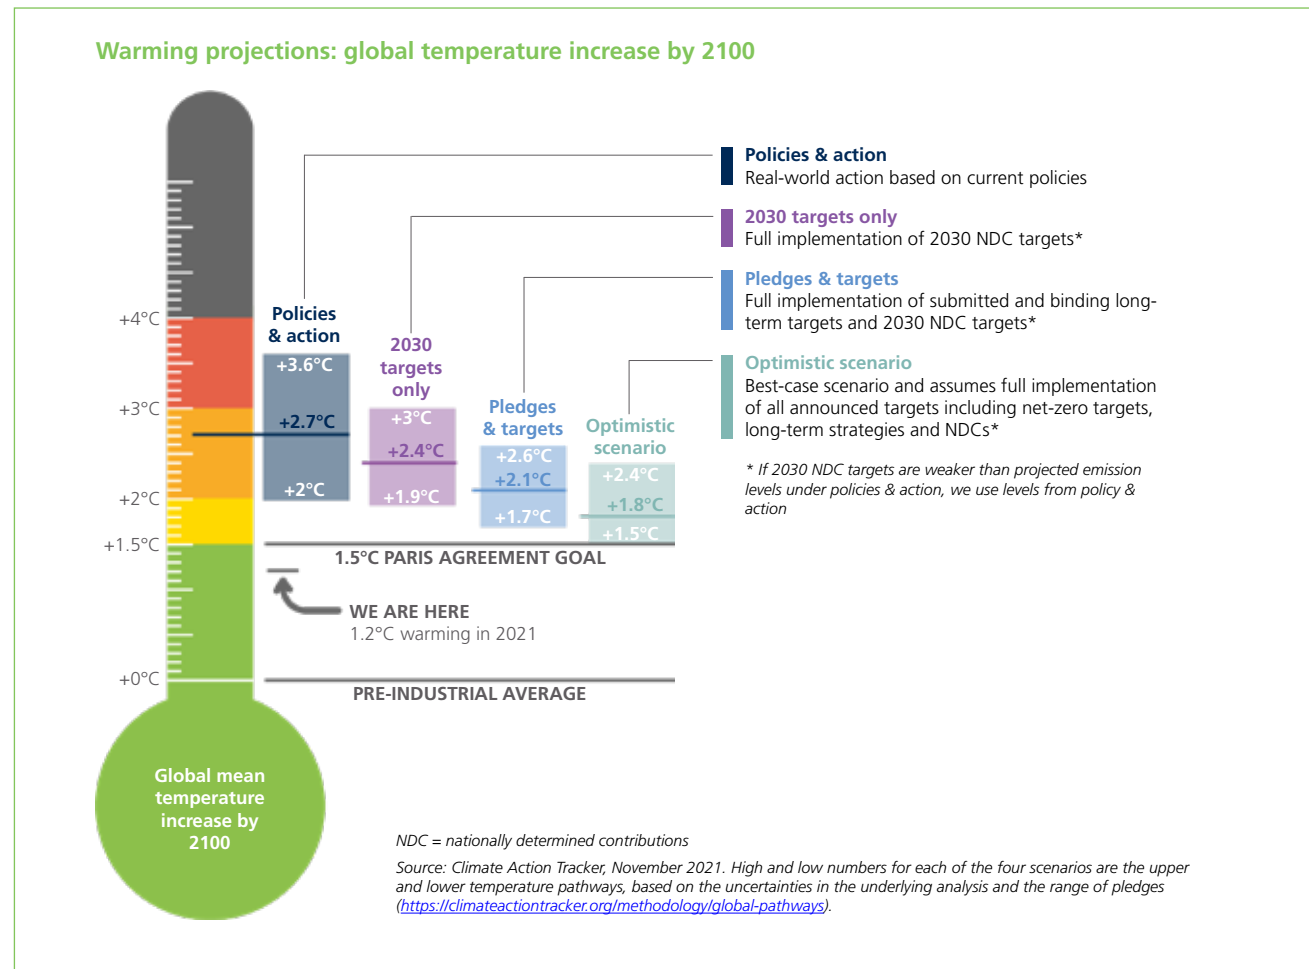 Warming projections: global temperature increase by 2100
Policies & action
Real-world action based on current policies
2030 targets only
Full implementation of 2030 NDC targets*
Pledges & targets
Full implementation of submitted and binding long-
term targets and 2030 NDC targets*
Optimistic scenario
Best-case scenario and assumes full implementation
of all announced targets including net-zero targets,
long-term strategies and NDCs*
* If 2030 NDC targets are weaker than projected emission
levels under policies & action, we use levels from policy &
action
+4°C
+3°C
+2°C
+1.5°C
+0°C
Policies
& action
+3.6°C
+2.7°C
+2°C
2030
targets
only
+3°C
+2.4°C
+1.9°C
Pledges
& targets
+2.6°C
+2.1°C
+1.7°C
Optimistic
scenario
+2.4°C
+1.8°C
+1.5°C
1.5°C PARIS AGREEMENT GOAL
WE ARE HERE
1.2°C warming in 2021
PRE-INDUSTRIAL AVERAGE
Global mean
temperature
increase by
2100
NDC = nationally determined contributions
Source: Climate Action Tracker, November 2021. High and low numbers for each of the four scenarios are the upper
and lower temperature pathways, based on the uncertainties in the underlying analysis and the range of pledges
(https://climateactiontracker.org/methodology/global-pathways).